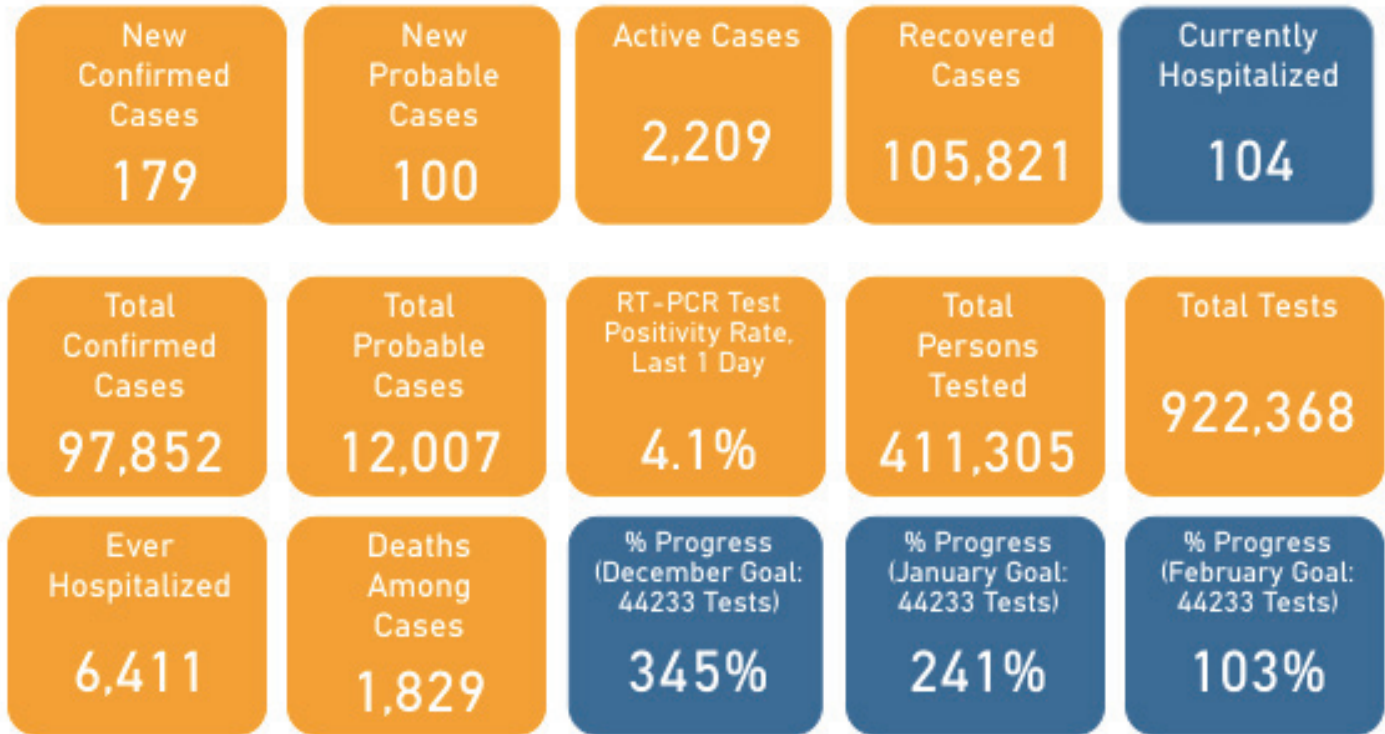 New
Confirmed
Cases
179
New
Probable
Cases
100
Active Cases
2,209
Recovered
Cases
105,821
Currently
Hospitalized
104
Total
Confirmed
Cases
97,852
Total
Probable
Cases
12,007
RT-PCR Test
Positivity Rate,
Last 1 Day
4.1%
Total
Persons
Tested
411,305
Total Tests
922,368
Ever
Hospitalized
6,411
Deaths
Among
Cases
1,829
% Progress
(December Goal:
44233 Tests)
345%
% Progress
(January Goal:
44233 Tests)
241%
% Progress
(February Goal:
44233 Tests)
103%